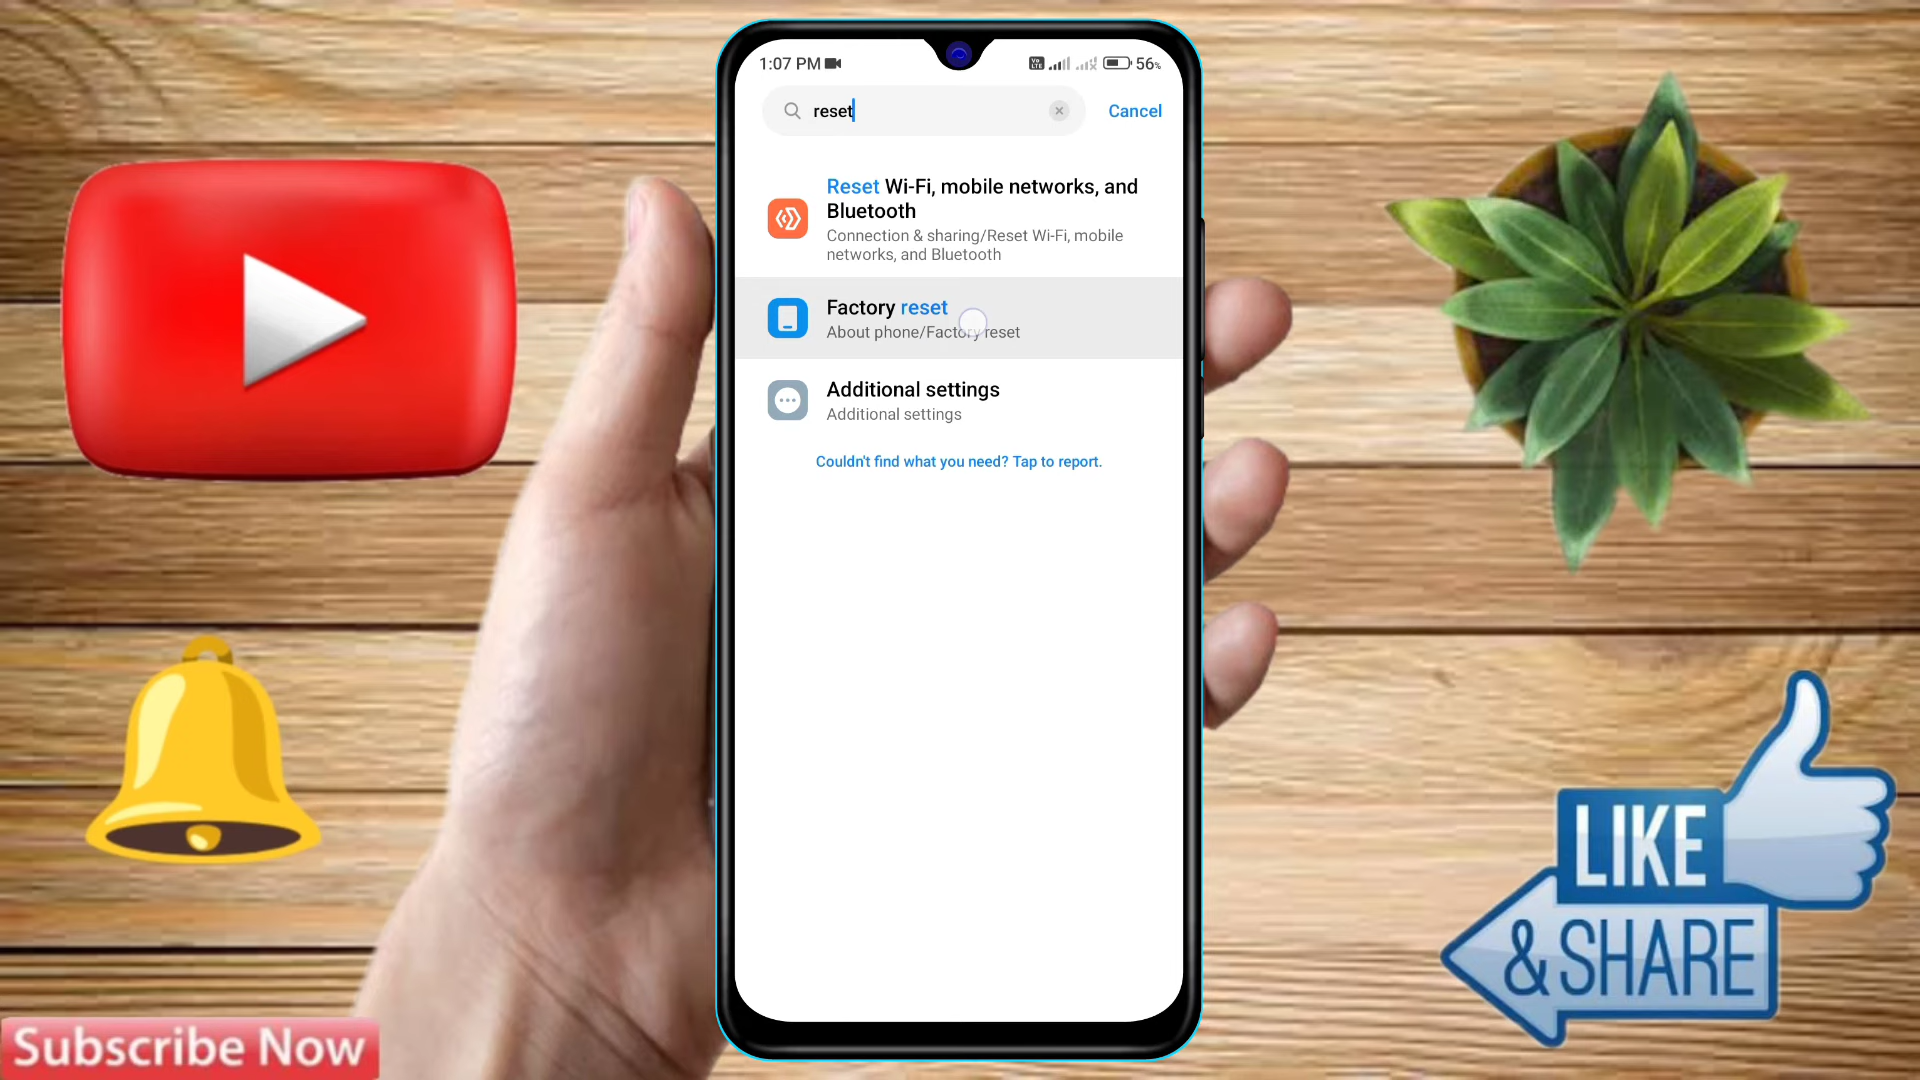 1:07 PM
56%
reset
Cancel
Reset Wi-Fi, mobile networks, and
Bluetooth
Connection & sharing/Reset Wi-Fi, mobile
networks, and Bluetooth
Factory reset
About phone/Factory reset
Additional settings
Additional settings
Couldn't find what you need? Tap to report.
LIKE
& SHARE
Subscribe Now